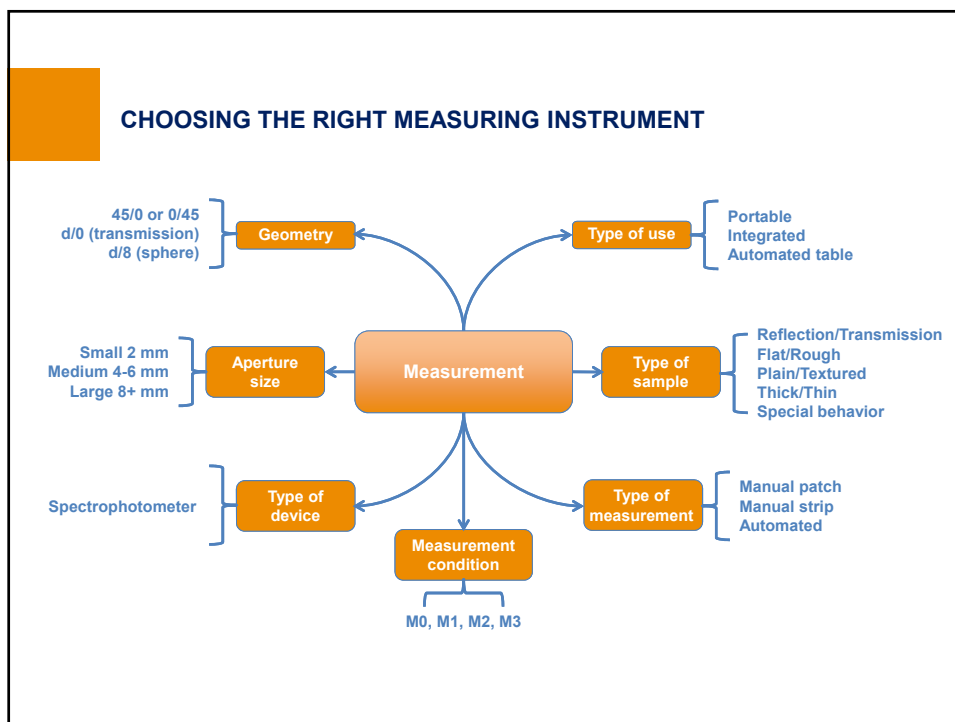 CHOOSING THE RIGHT MEASURING INSTRUMENT
45/0 or 0/45
d/0 (transmission)
d/8 (sphere)
Geometry
Type of use
Portable
Integrated
Automated table
Small 2 mm
Medium 4-6 mm
Large 8+ mm
Aperture
size
Measurement
Type of
sample
Reflection/Transmission
Flat/Rough
Plain/Textured
Thick/Thin
Special behavior
Spectrophotometer
Type of
device
Measurement
condition
M0, M1, M2, M3
Type of
measurement
Manual patch
Manual strip
Automated